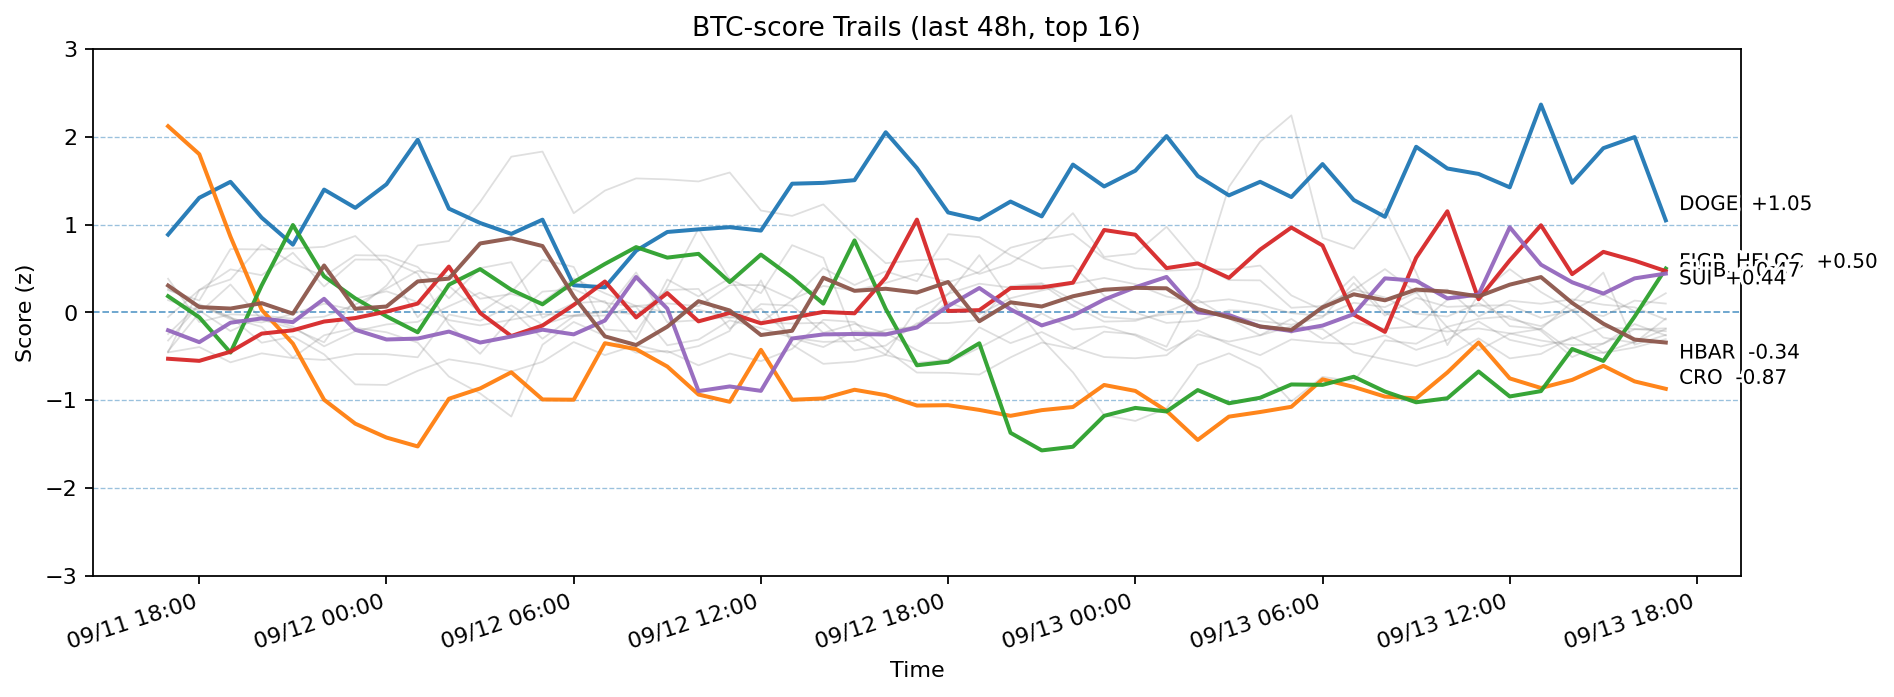 BTC-score Trails (last 48h, top 16)
Score (z)
3
2
1
0
−1
−2
−3
DOGE +1.05
+0.50
SUI +0.44
HBAR -0.34
CRO -0.87
09/11 18:00
09/12 00:00
09/12 06:00
09/12 12:00
09/12 18:00
09/13 00:00
09/13 06:00
09/13 12:00
09/13 18:00
Time